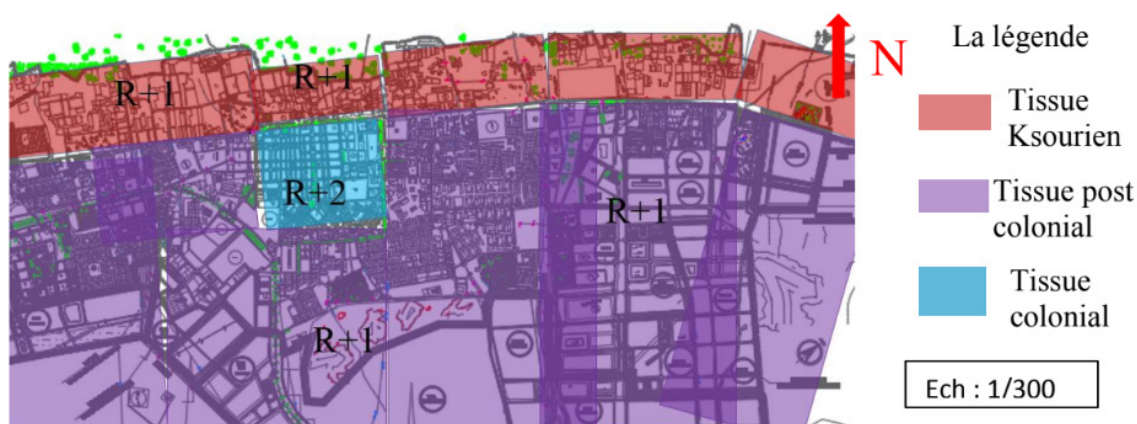 R+1
R+1
R+2
R+1
R+1
N
La légende
Tissue
Ksourien
Tissue post
colonial
Tissue
colonial
Ech : 1/300